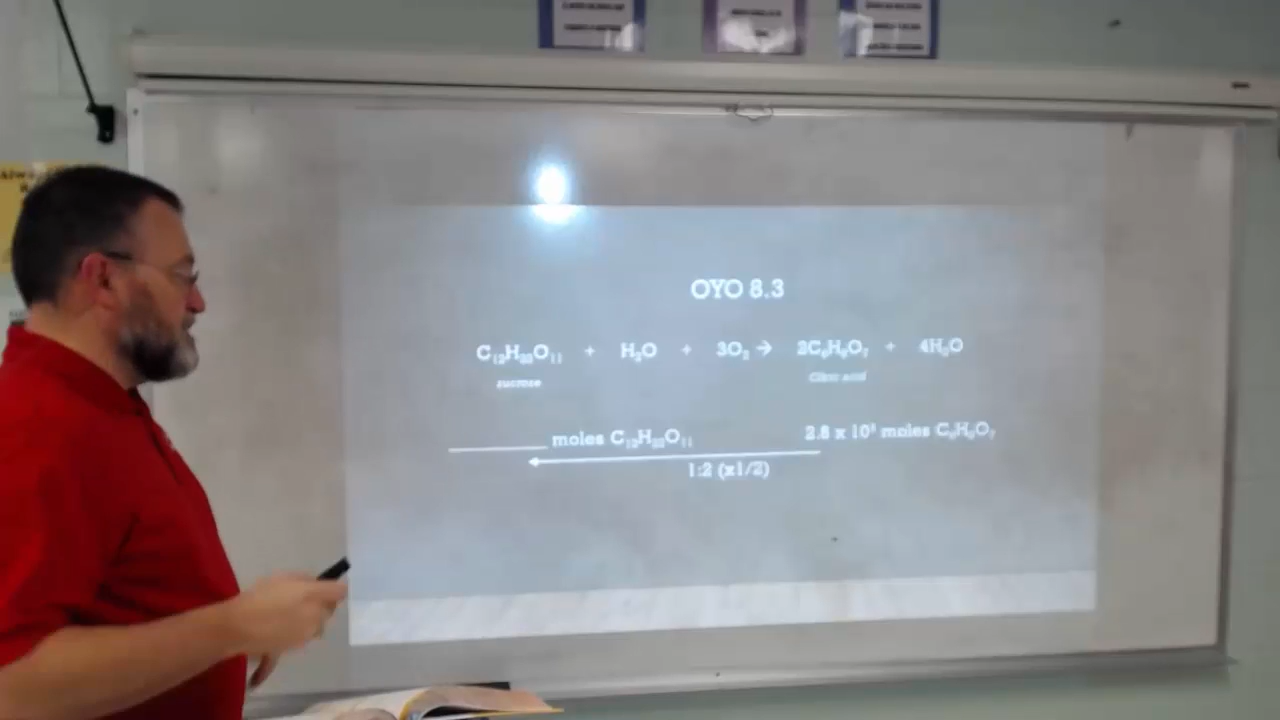 OYO 8.3
C₁₂H₂₂O₁₁ + H₂O + 3O₂ → 2C₆H₈O₇ + 4H₂O
sucrose Citric acid
_______ moles C₁₂H₂₂O₁₁ 2.8 x 10³ moles C₆H₈O₇
1:2 (x1/2)